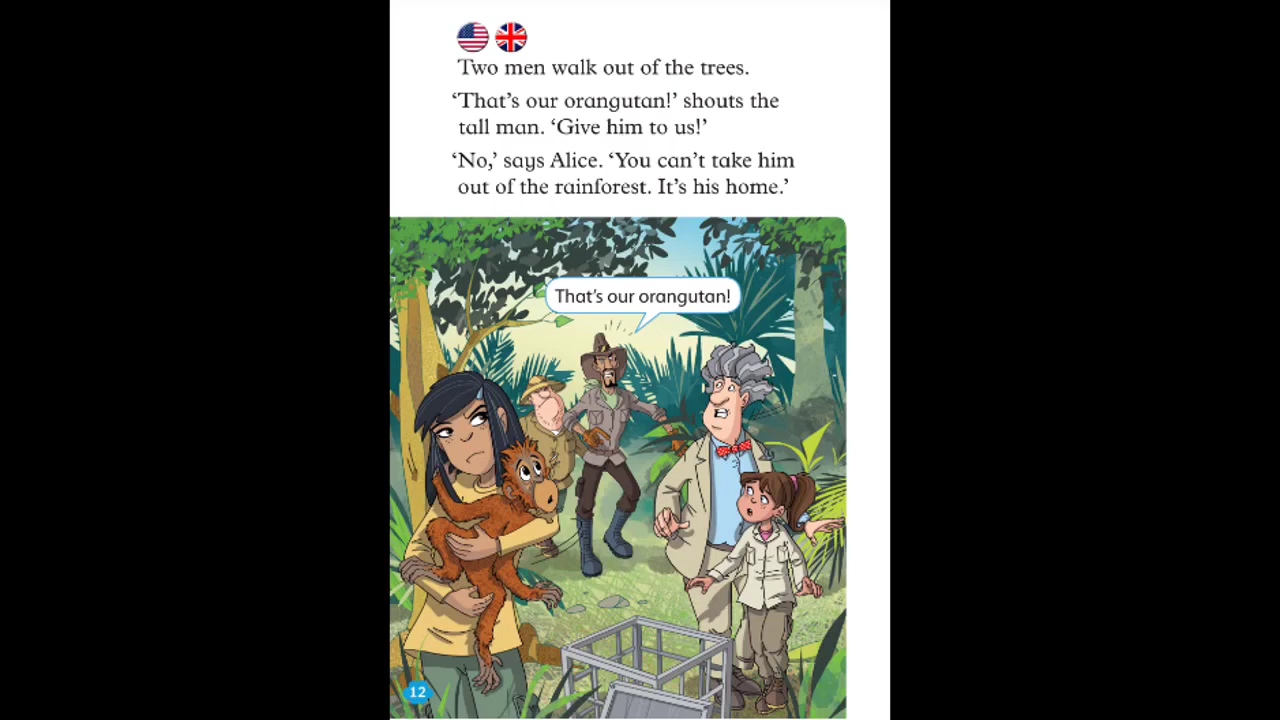 Two men walk out of the trees.
‘That’s our orangutan!’ shouts the
tall man. ‘Give him to us!’
‘No,’ says Alice. ‘You can’t take him
out of the rainforest. It’s his home.’
That’s our orangutan!
12